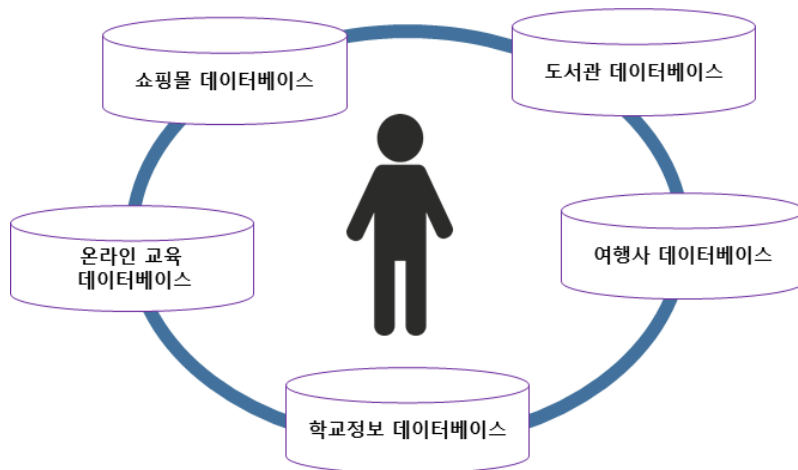 쇼핑몰 데이터베이스
도서관 데이터베이스
온라인 교육
데이터베이스
여행사 데이터베이스
학교정보 데이터베이스